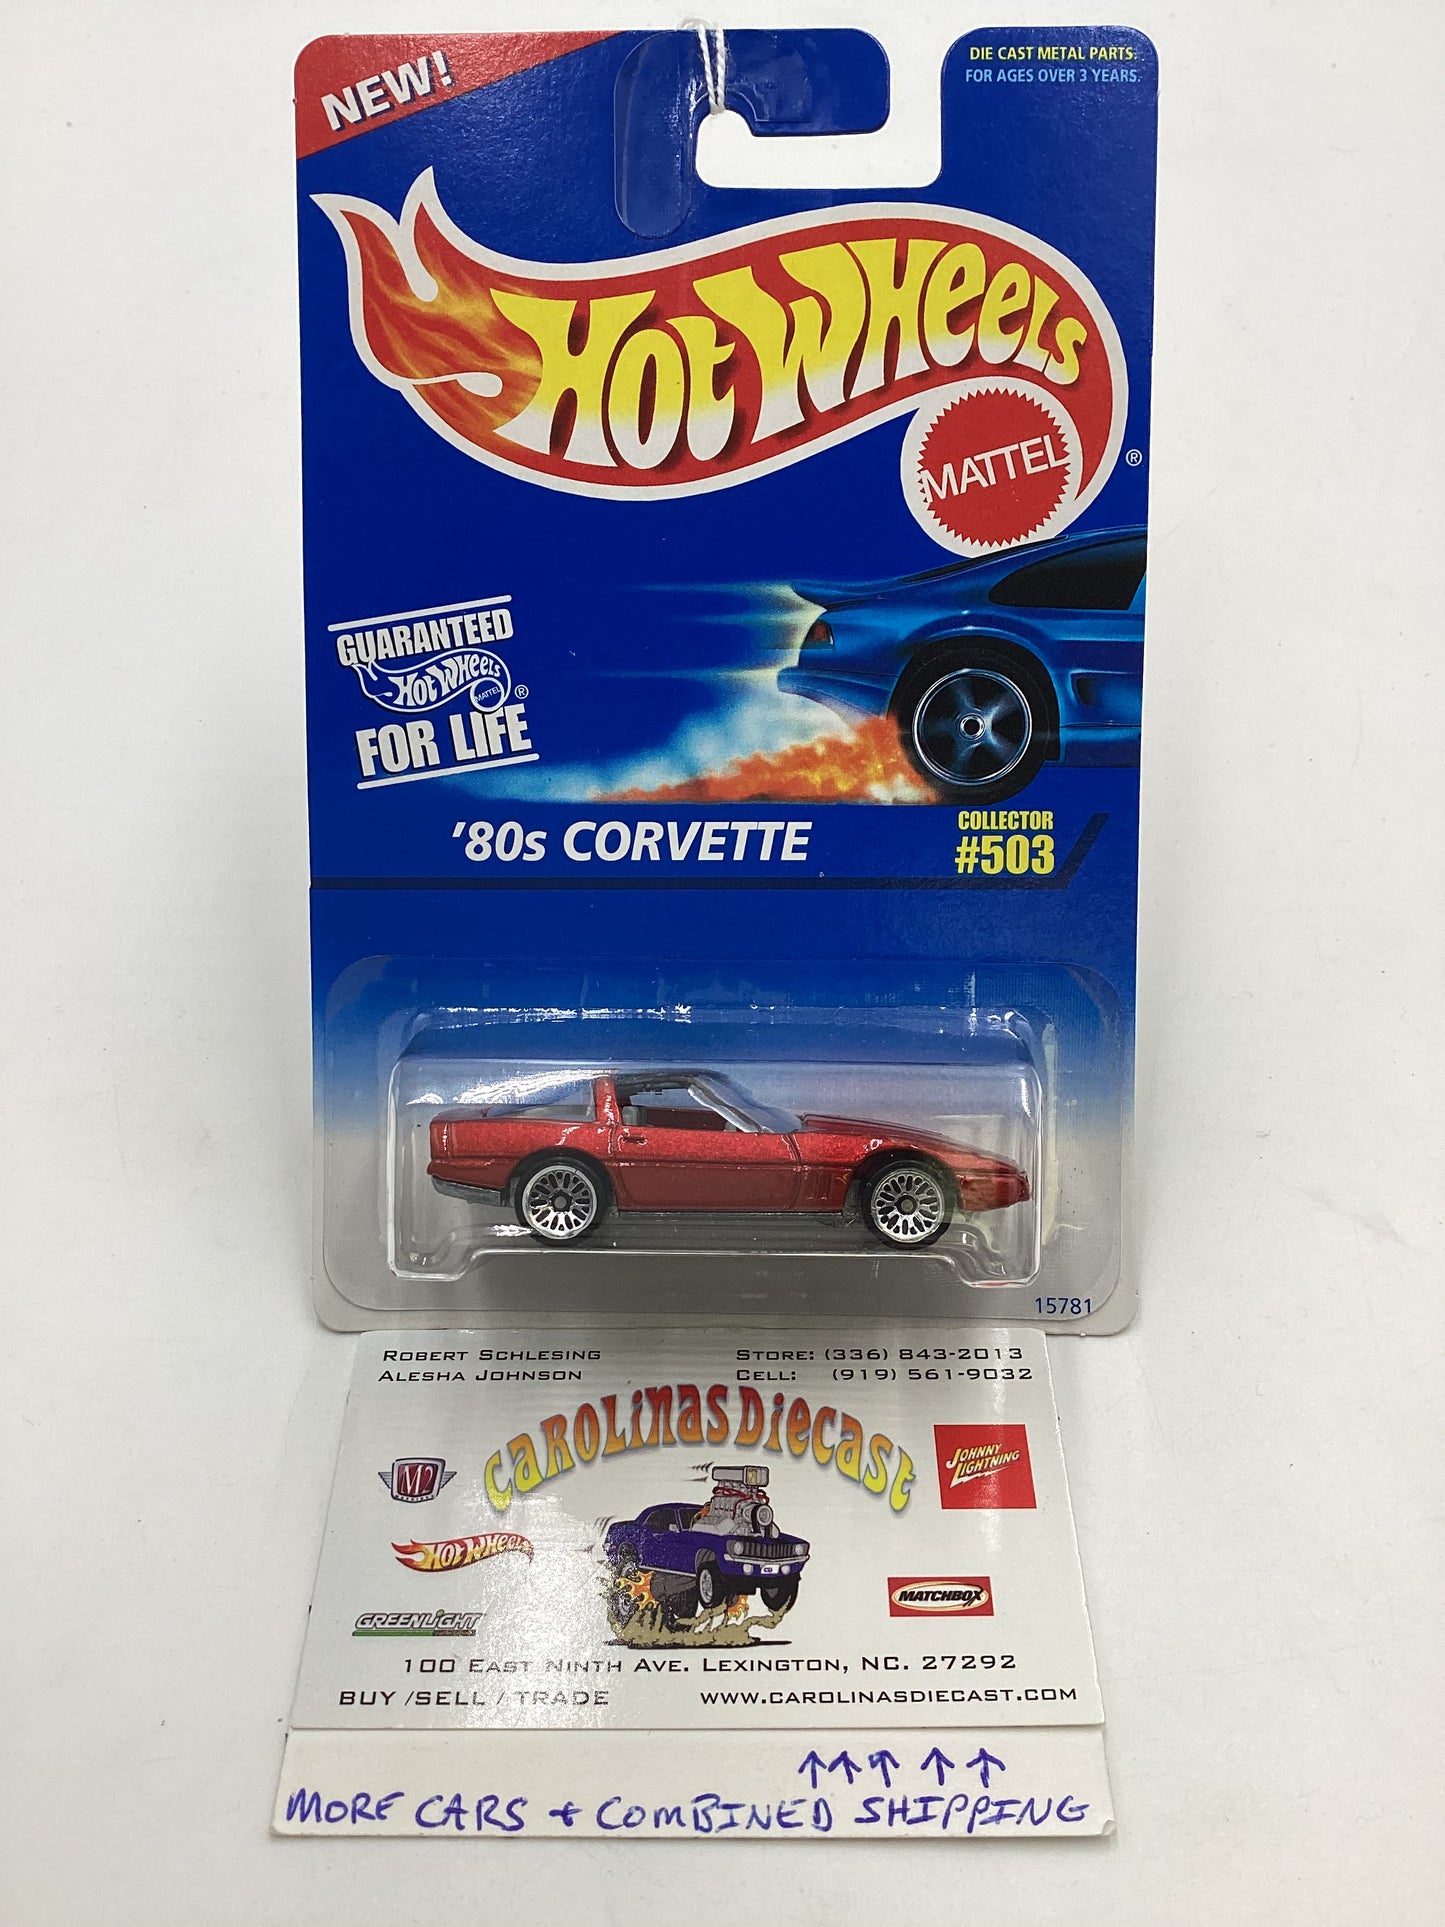 NEW!
DIE CAST METAL PARTS.
FOR AGES OVER 3 YEARS.
HOT WHEELS
MATTEL
®
GUARANTEED
HOT WHEELS
MATTEL ®
FOR LIFE
'80s CORVETTE
COLLECTOR
#503
15781
ROBERT SCHLESING STORE: (336) 843-2013
ALESHA JOHNSON CELL: (919) 561-9032
CAROLINAS DIECAST
JOHNNY
LIGHTNING
M2
HOT WHEELS
MATCHBOX
GREENLIGHT
100 EAST NINTH AVE. LEXINGTON, NC. 27292
BUY /SELL / TRADE WWW.CAROLINASDIECAST.COM
↑↑↑↑↑
MORE CARS + COMBINED SHIPPING